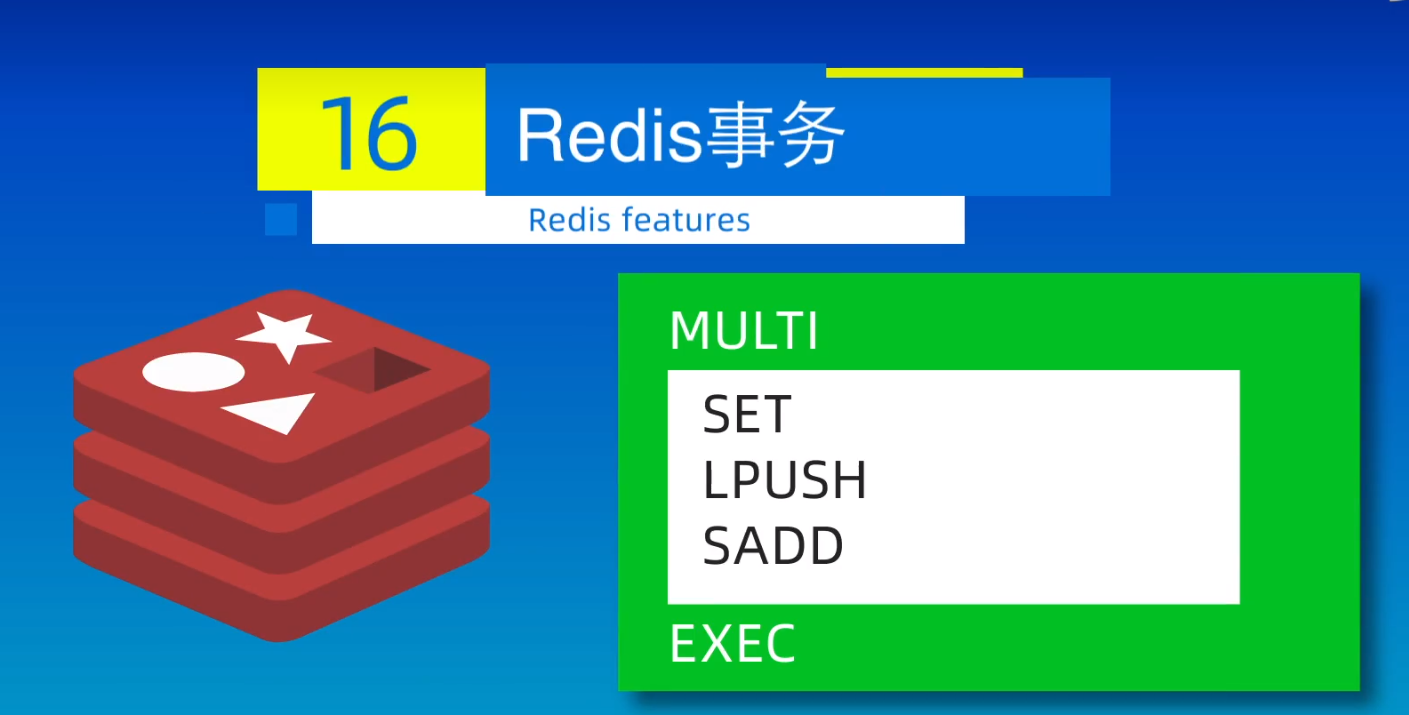 16
Redis事务
Redis features
MULTI
SET
LPUSH
SADD
EXEC